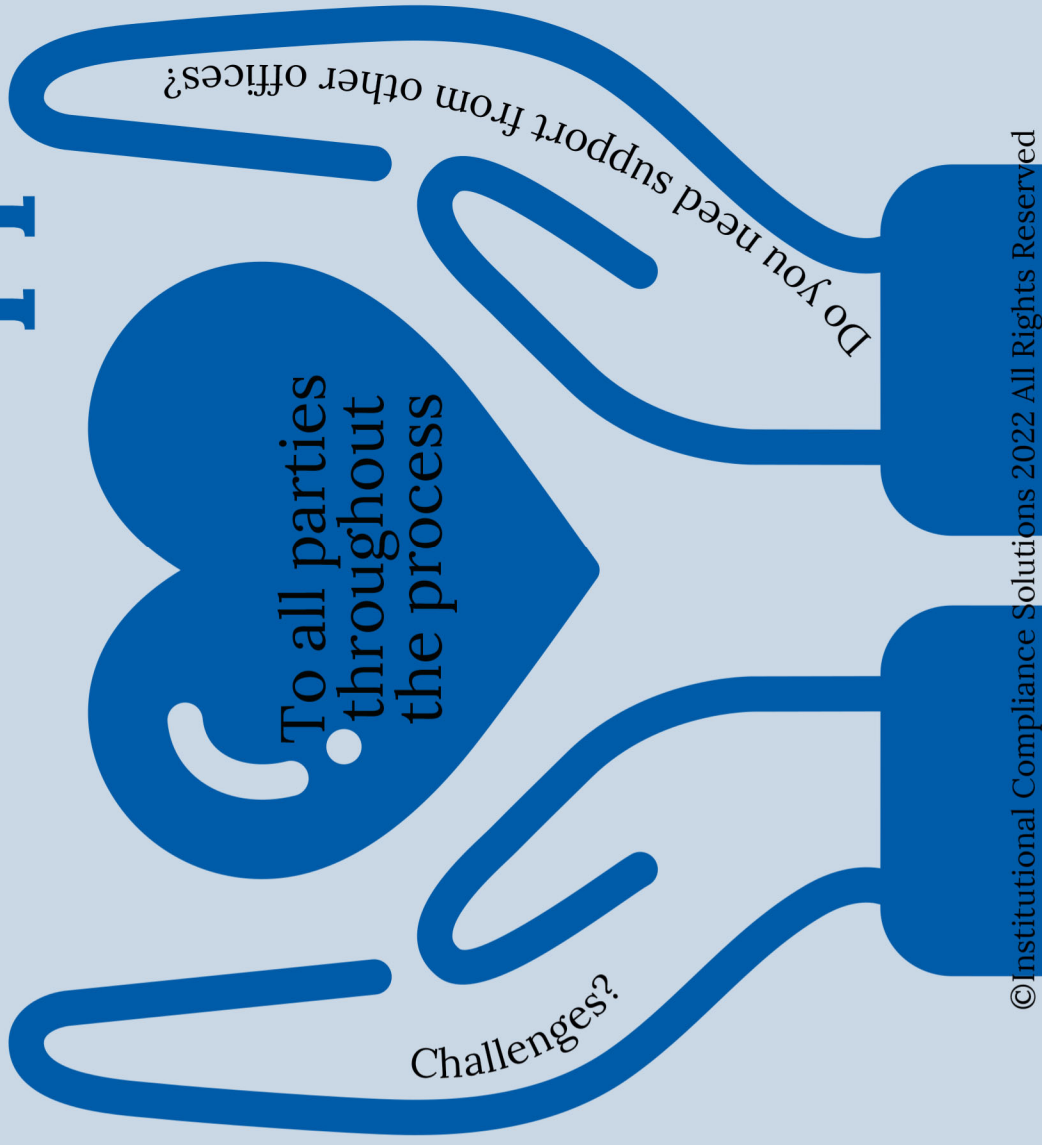 To all parties
throughout
the process
Challenges?
Do you need support from other offices?
©Institutional Compliance Solutions 2022 All Rights Reserved